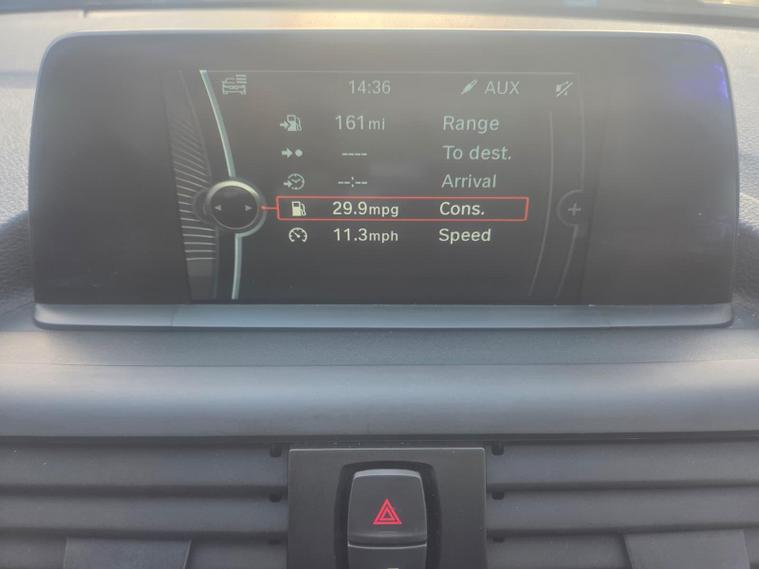 14:36 AUX
161mi Range
---- To dest.
--:-- Arrival
29.9mpg Cons.
11.3mph Speed